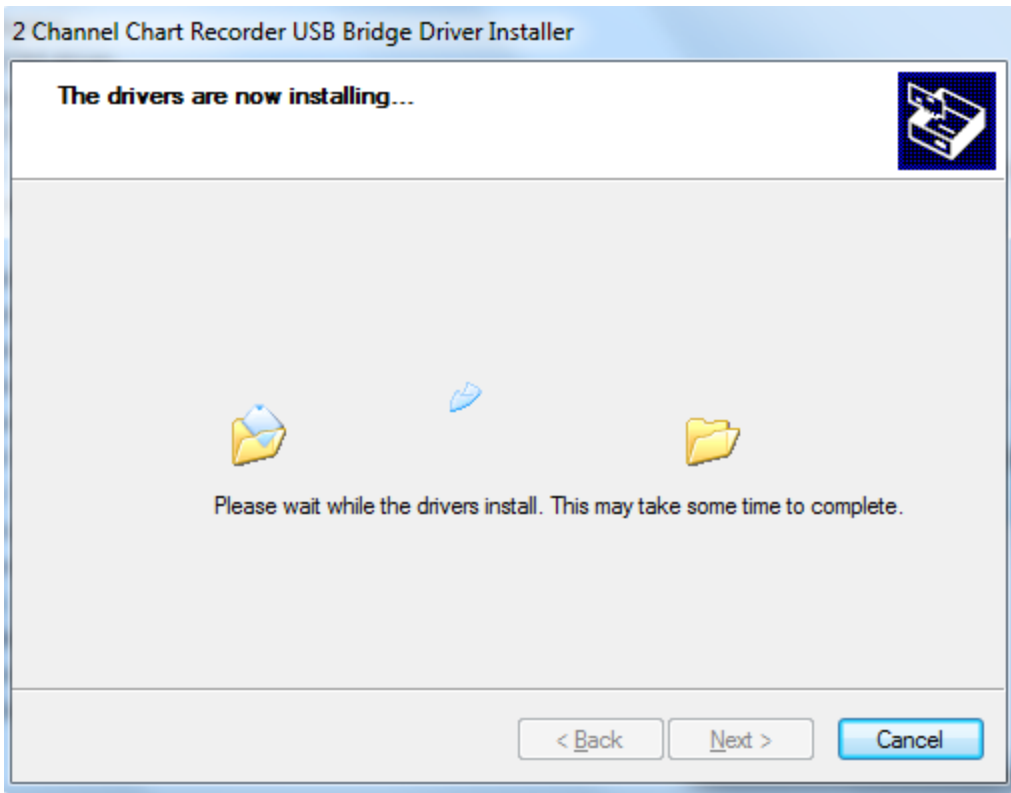 2 Channel Chart Recorder USB Bridge Driver Installer
The drivers are now installing...
Please wait while the drivers install. This may take some time to complete.
< Back
Next >
Cancel